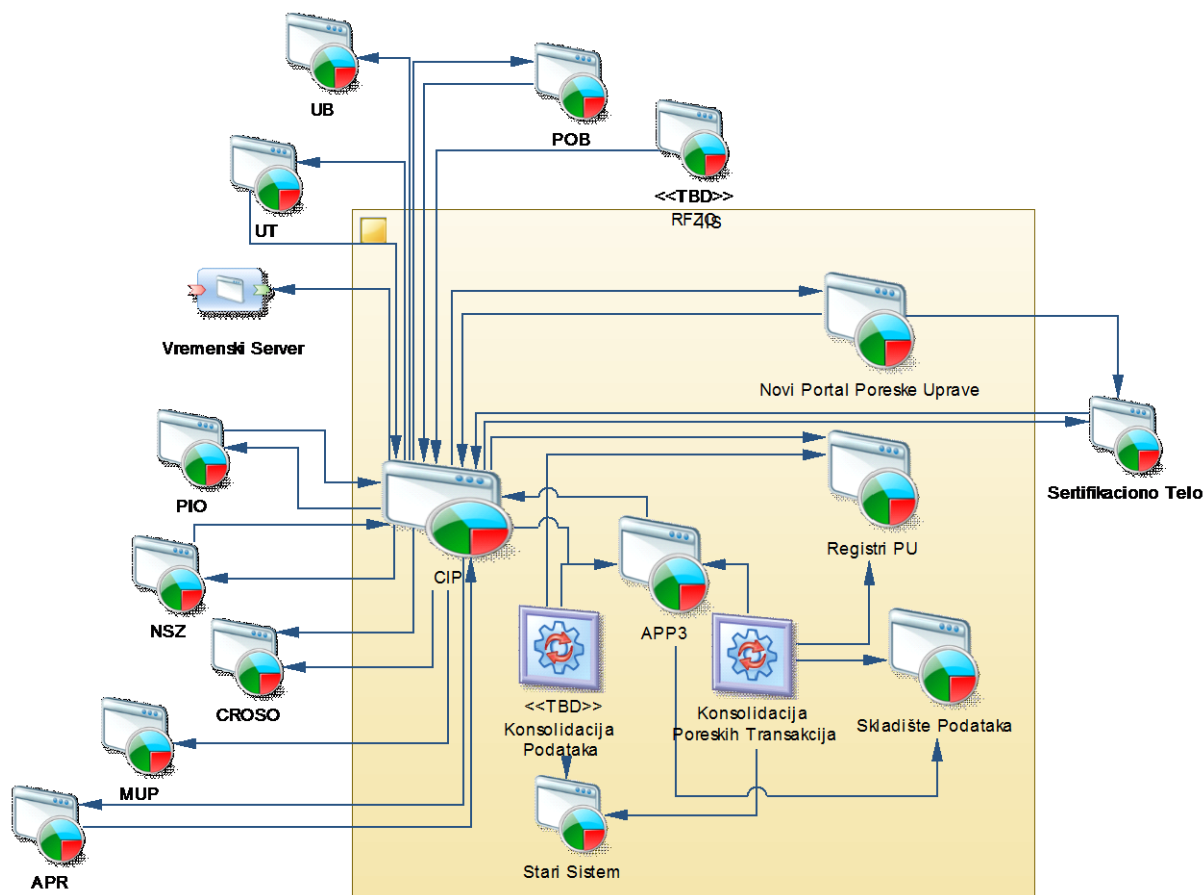 UB
POB
<<TBD>>
RFZO
UT
Vremenski Server
Novi Portal Poreske Uprave
Sertifikaciono Telo
PIO
Registri PU
CIP
NSZ
APP3
<<TBD>>
Konsolidacija
Podataka
Konsolidacija
Poreskih Transakcija
Skladište Podataka
CROSO
MUP
Stari Sistem
APR